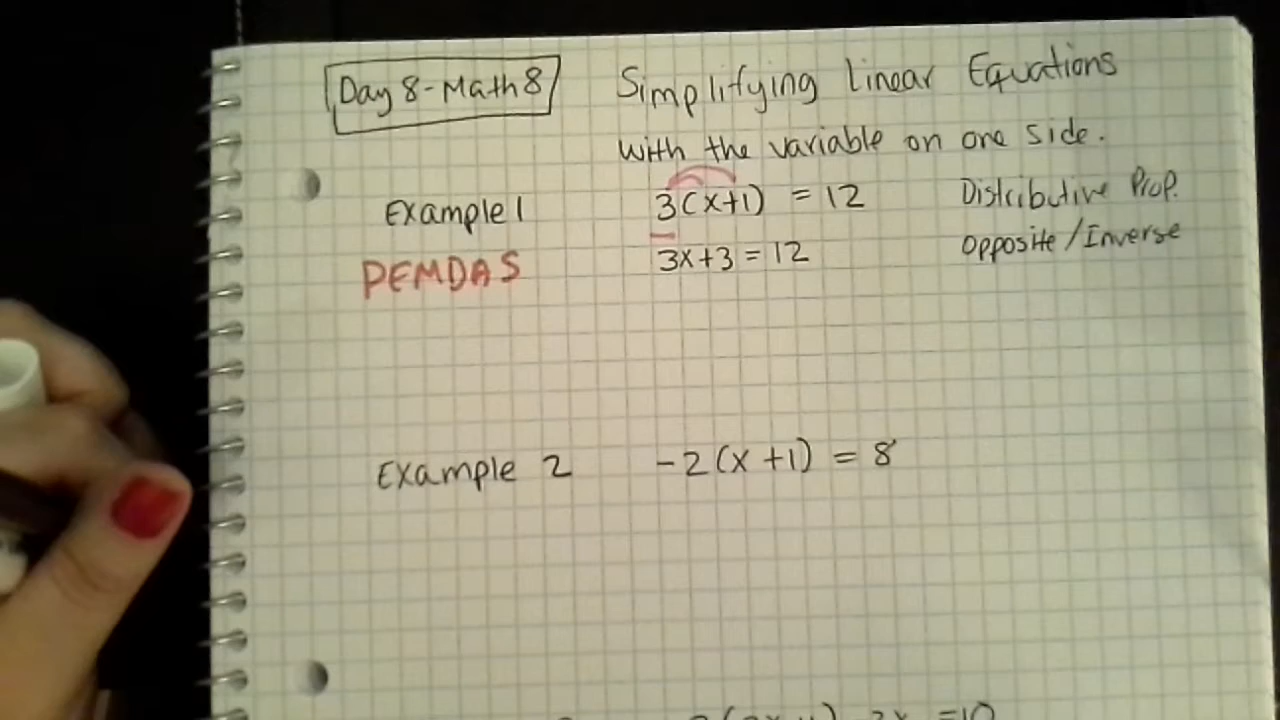 Day 8 - Math 8
Simplifying Linear Equations
with the variable on one side.
Example 1 3(x+1) = 12 Distributive Prop.
PEMDAS 3x+3 = 12 Opposite/Inverse
Example 2 -2(x+1) = 8
=10